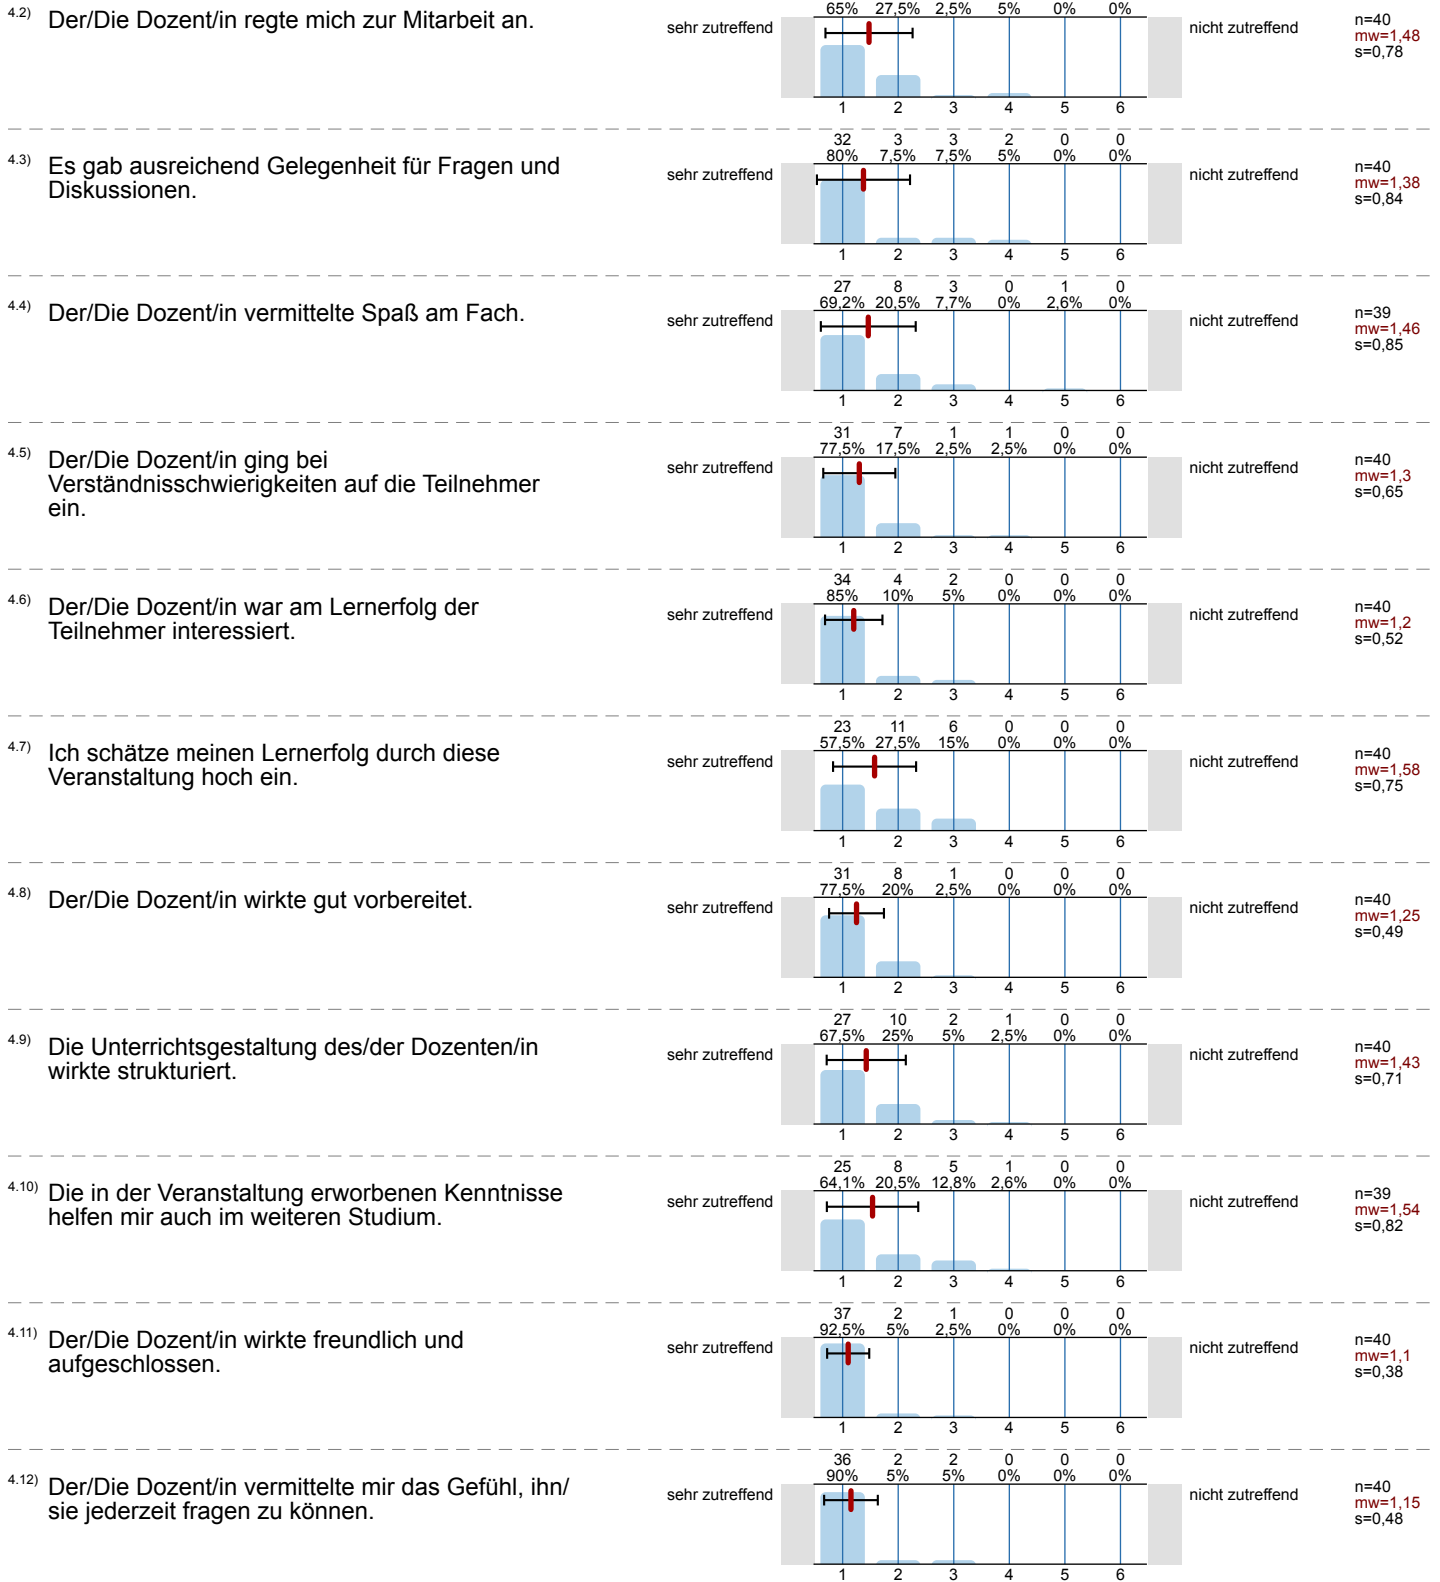 65% 27,5% 2,5% 5% 0% 0%
4.2) Der/Die Dozent/in regte mich zur Mitarbeit an.
sehr zutreffend nicht zutreffend
n=40
mw=1,48
s=0,78
1 2 3 4 5 6
32 3 3 2 0 0
80% 7,5% 7,5% 5% 0% 0%
4.3) Es gab ausreichend Gelegenheit für Fragen und
Diskussionen.
sehr zutreffend nicht zutreffend
n=40
mw=1,38
s=0,84
1 2 3 4 5 6
27 8 3 0 1 0
69,2% 20,5% 7,7% 0% 2,6% 0%
4.4) Der/Die Dozent/in vermittelte Spaß am Fach.
sehr zutreffend nicht zutreffend
n=39
mw=1,46
s=0,85
1 2 3 4 5 6
31 7 1 1 0 0
77,5% 17,5% 2,5% 2,5% 0% 0%
4.5) Der/Die Dozent/in ging bei
Verständnisschwierigkeiten auf die Teilnehmer
ein.
sehr zutreffend nicht zutreffend
n=40
mw=1,3
s=0,65
1 2 3 4 5 6
34 4 2 0 0 0
85% 10% 5% 0% 0% 0%
4.6) Der/Die Dozent/in war am Lernerfolg der
Teilnehmer interessiert.
sehr zutreffend nicht zutreffend
n=40
mw=1,2
s=0,52
1 2 3 4 5 6
23 11 6 0 0 0
57,5% 27,5% 15% 0% 0% 0%
4.7) Ich schätze meinen Lernerfolg durch diese
Veranstaltung hoch ein.
sehr zutreffend nicht zutreffend
n=40
mw=1,58
s=0,75
1 2 3 4 5 6
31 8 1 0 0 0
77,5% 20% 2,5% 0% 0% 0%
4.8) Der/Die Dozent/in wirkte gut vorbereitet.
sehr zutreffend nicht zutreffend
n=40
mw=1,25
s=0,49
1 2 3 4 5 6
27 10 2 1 0 0
67,5% 25% 5% 2,5% 0% 0%
4.9) Die Unterrichtsgestaltung des/der Dozenten/in
wirkte strukturiert.
sehr zutreffend nicht zutreffend
n=40
mw=1,43
s=0,71
1 2 3 4 5 6
25 8 5 1 0 0
64,1% 20,5% 12,8% 2,6% 0% 0%
4.10) Die in der Veranstaltung erworbenen Kenntnisse
helfen mir auch im weiteren Studium.
sehr zutreffend nicht zutreffend
n=39
mw=1,54
s=0,82
1 2 3 4 5 6
37 2 1 0 0 0
92,5% 5% 2,5% 0% 0% 0%
4.11) Der/Die Dozent/in wirkte freundlich und
aufgeschlossen.
sehr zutreffend nicht zutreffend
n=40
mw=1,1
s=0,38
1 2 3 4 5 6
36 2 2 0 0 0
90% 5% 5% 0% 0% 0%
4.12) Der/Die Dozent/in vermittelte mir das Gefühl, ihn/
sie jederzeit fragen zu können.
sehr zutreffend nicht zutreffend
n=40
mw=1,15
s=0,48
1 2 3 4 5 6